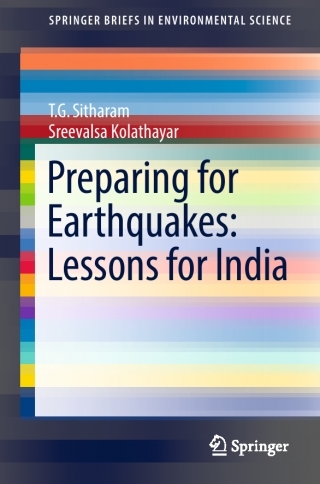 SPRINGER BRIEFS IN ENVIRONMENTAL SCIENCE
T.G. Sitharam
Sreevalsa Kolathayar
Preparing for
Earthquakes:
Lessons for India
Springer